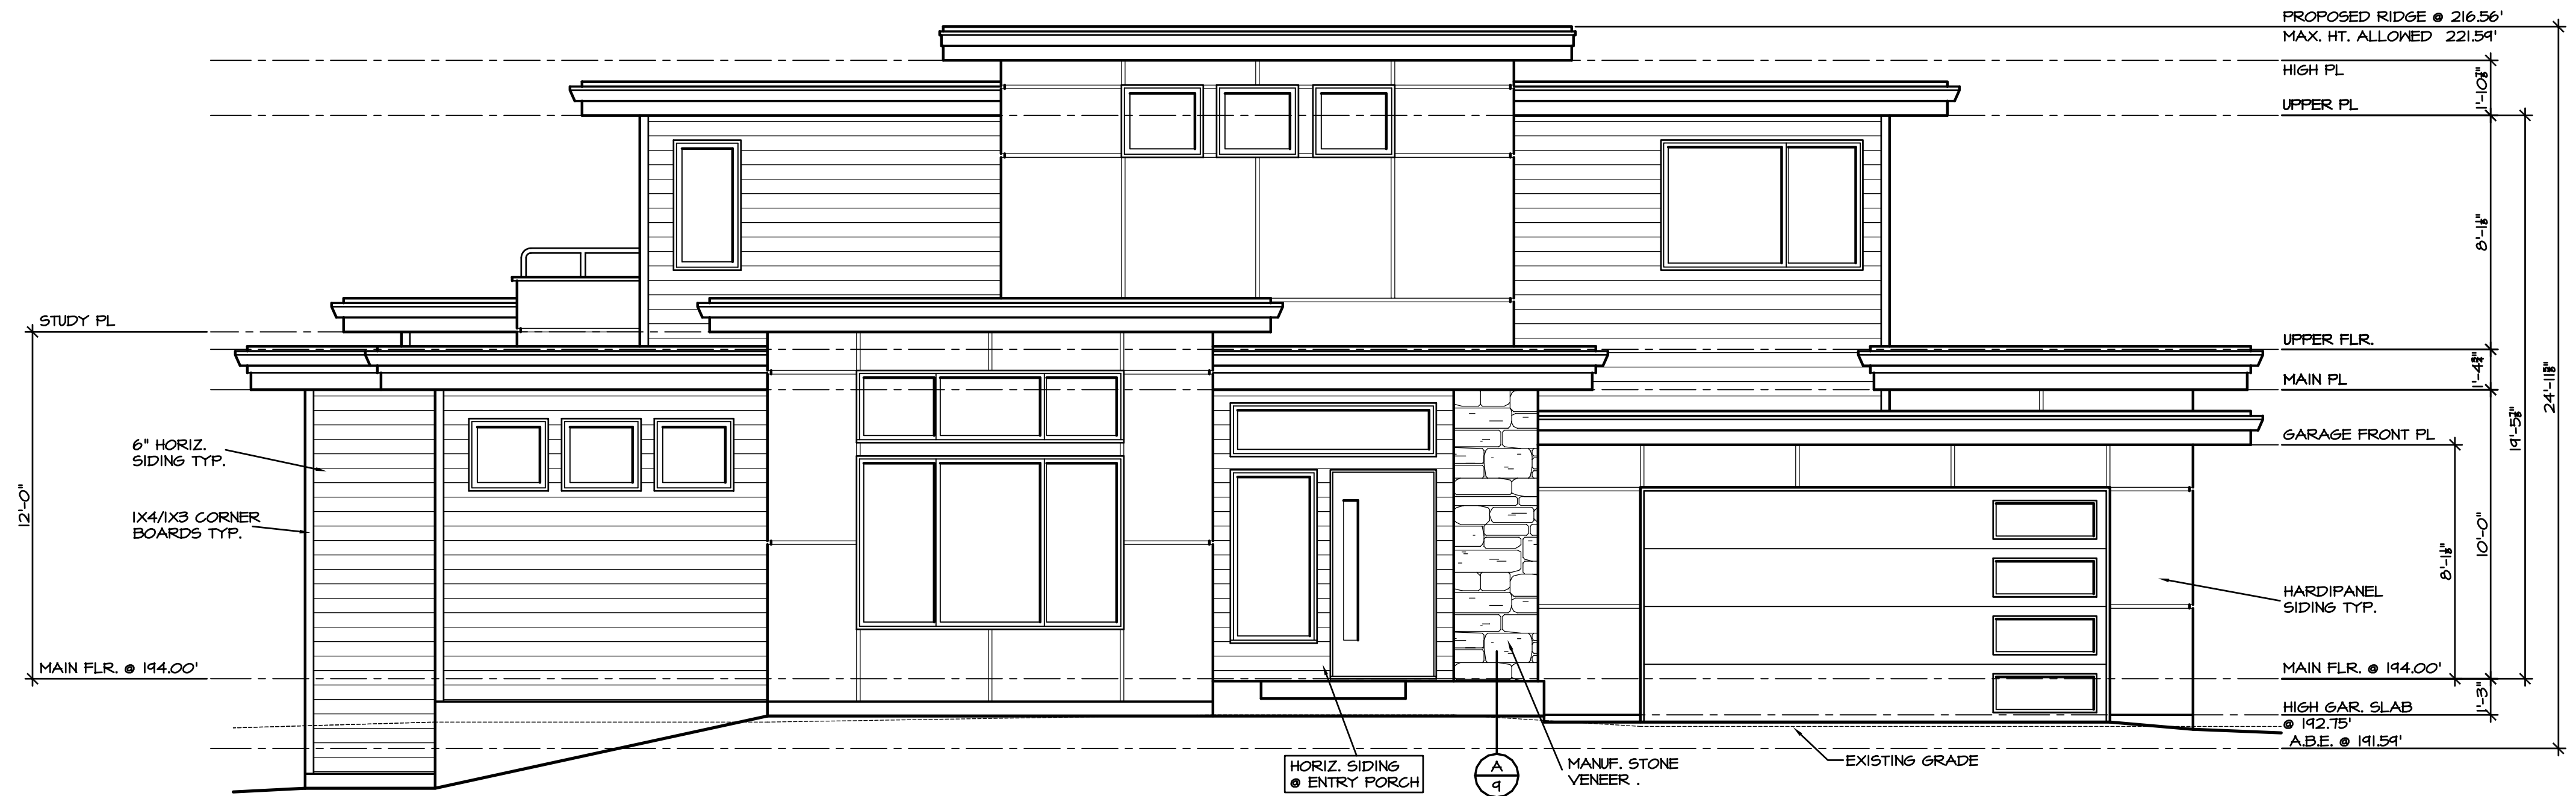 PROPOSED RIDGE @ 216.56'
MAX. HT. ALLOWED 221.59'
HIGH PL
1'-10⅞"
UPPER PL
8'-1⅛"
STUDY PL
UPPER FLR.
MAIN PL
24'-11⅝"
19'-5⅞"
GARAGE FRONT PL
6" HORIZ.
SIDING TYP.
12'-0"
1X4/1X3 CORNER
BOARDS TYP.
8'-1⅛"
10'-0"
HARDIPANEL
SIDING TYP.
MAIN FLR. @ 194.00'
MAIN FLR. @ 194.00'
1'-3"
HIGH GAR. SLAB
@ 192.75'
A.B.E. @ 191.59'
HORIZ. SIDING
@ ENTRY PORCH
A
9
MANUF. STONE
VENEER .
EXISTING GRADE